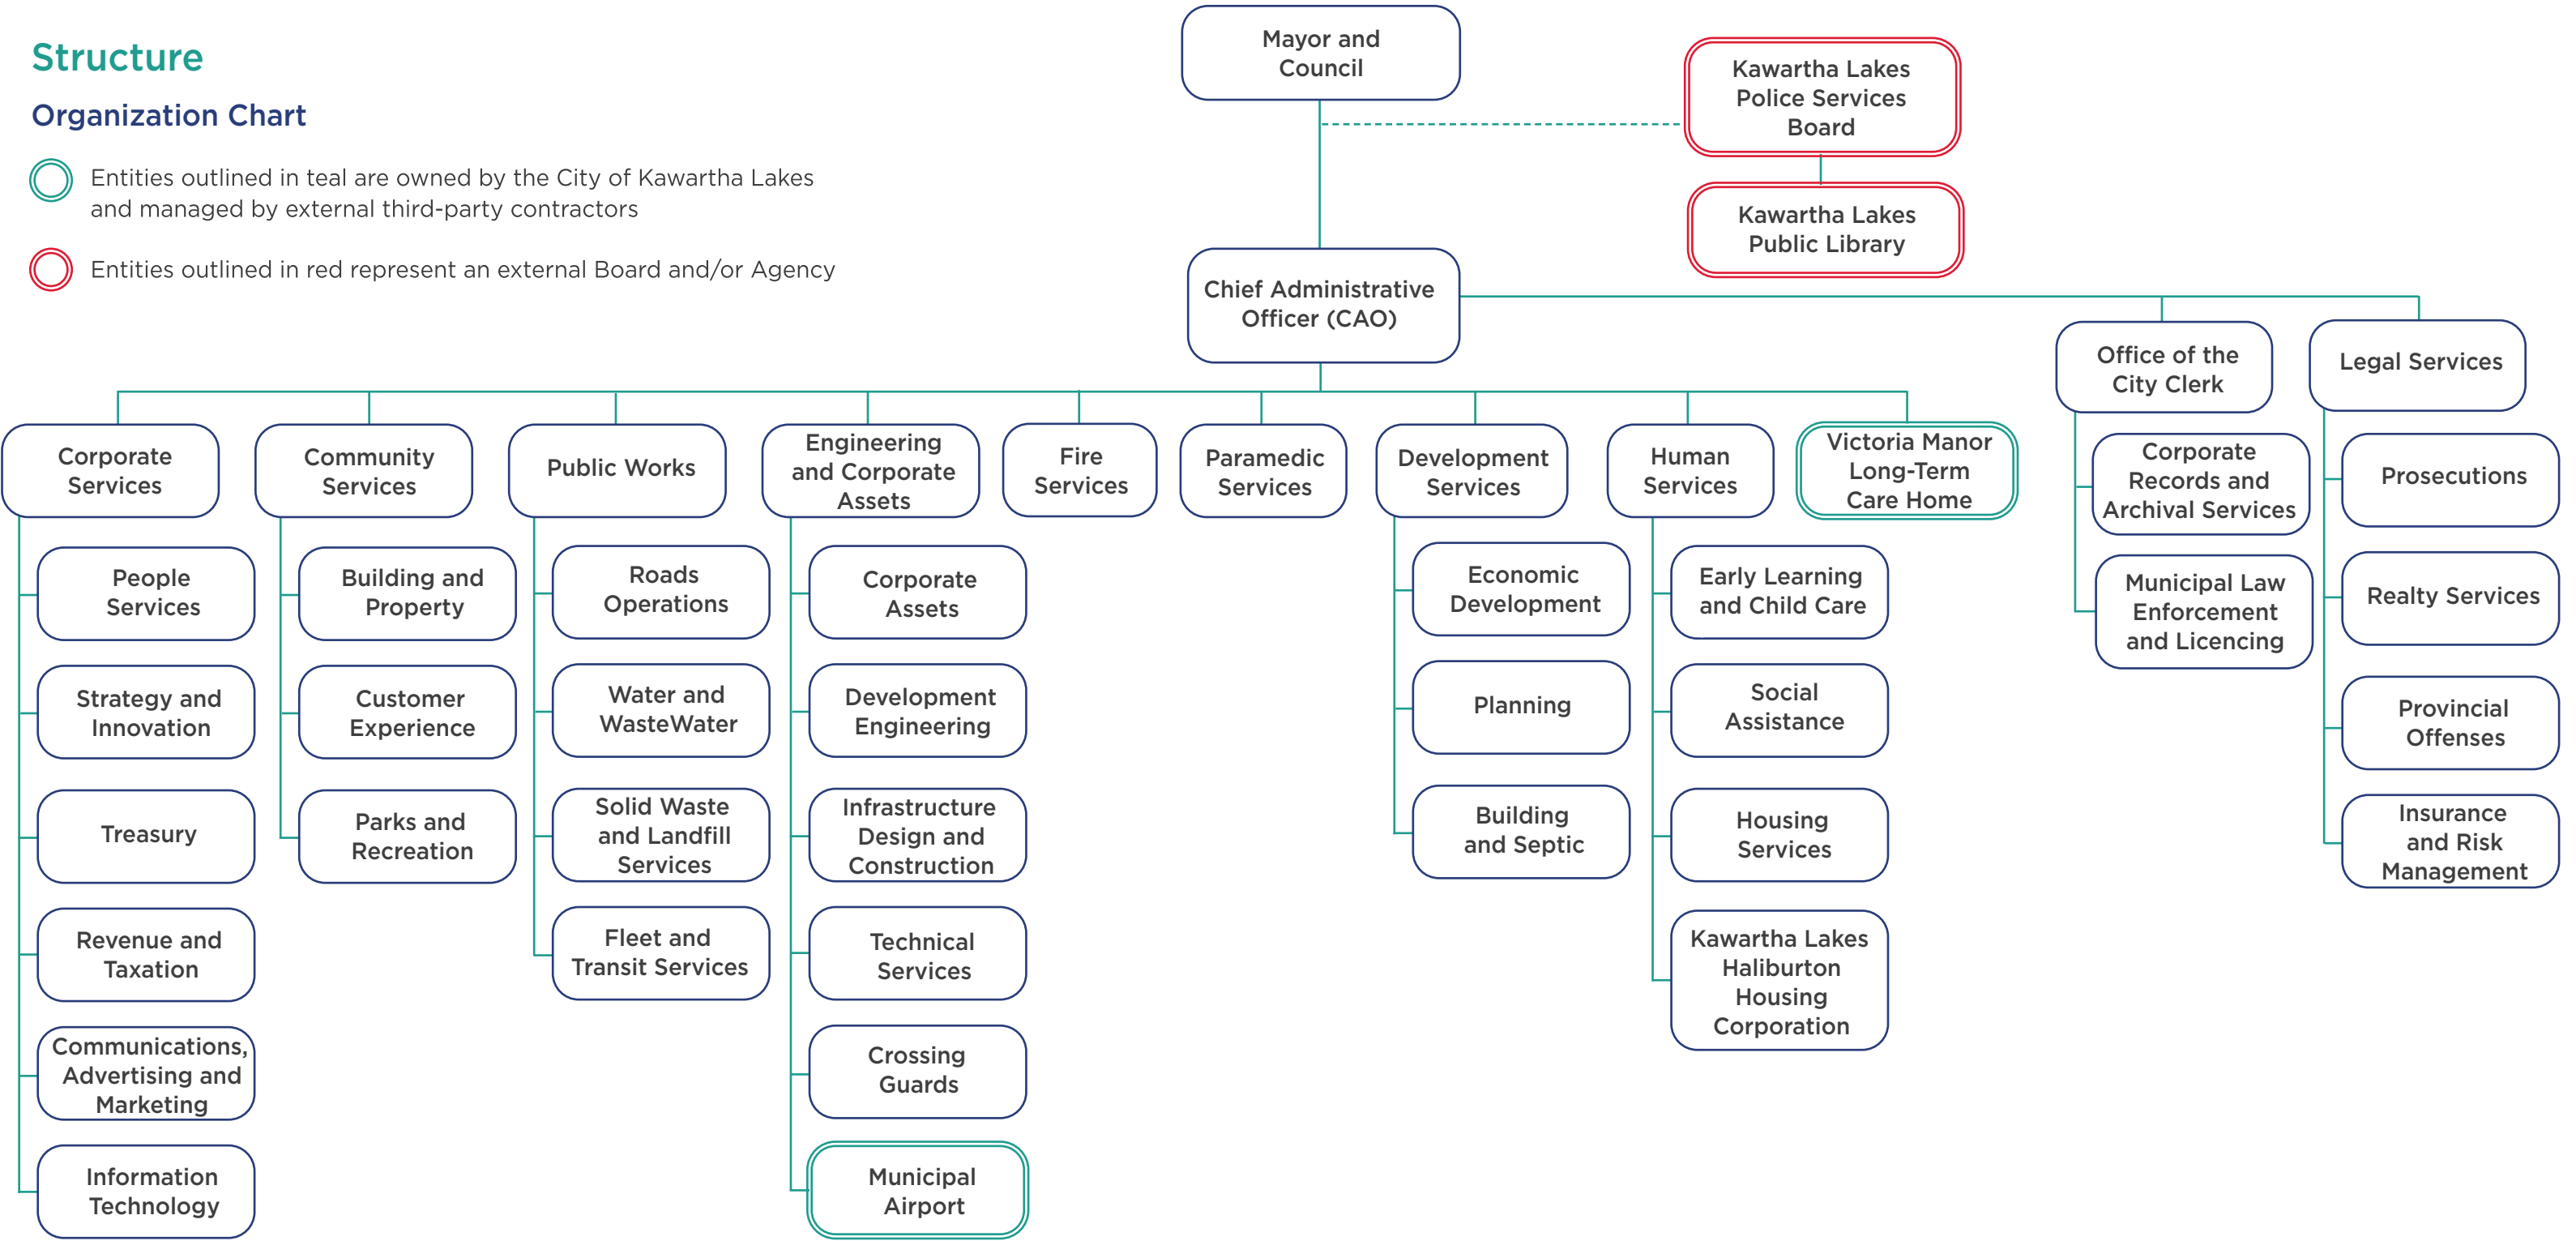 Structure
Organization Chart
Entities outlined in teal are owned by the City of Kawartha Lakes
and managed by external third-party contractors
Entities outlined in red represent an external Board and/or Agency
Mayor and
Council
Kawartha Lakes
Police Services
Board
Kawartha Lakes
Public Library
Chief Administrative
Officer (CAO)
Office of the
City Clerk
Legal Services
Corporate
Services
Community
Services
Public Works
Engineering
and Corporate
Assets
Fire
Services
Paramedic
Services
Development
Services
Human
Services
Victoria Manor
Long-Term
Care Home
People
Services
Strategy and
Innovation
Treasury
Revenue and
Taxation
Communications,
Advertising and
Marketing
Information
Technology
Building and
Property
Customer
Experience
Parks and
Recreation
Roads
Operations
Water and
WasteWater
Solid Waste
and Landfill
Services
Fleet and
Transit Services
Corporate
Assets
Development
Engineering
Infrastructure
Design and
Construction
Technical
Services
Crossing
Guards
Municipal
Airport
Economic
Development
Planning
Building
and Septic
Early Learning
and Child Care
Social
Assistance
Housing
Services
Kawartha Lakes
Haliburton
Housing
Corporation
Corporate
Records and
Archival Services
Municipal Law
Enforcement
and Licencing
Prosecutions
Realty Services
Provincial
Offenses
Insurance
and Risk
Management